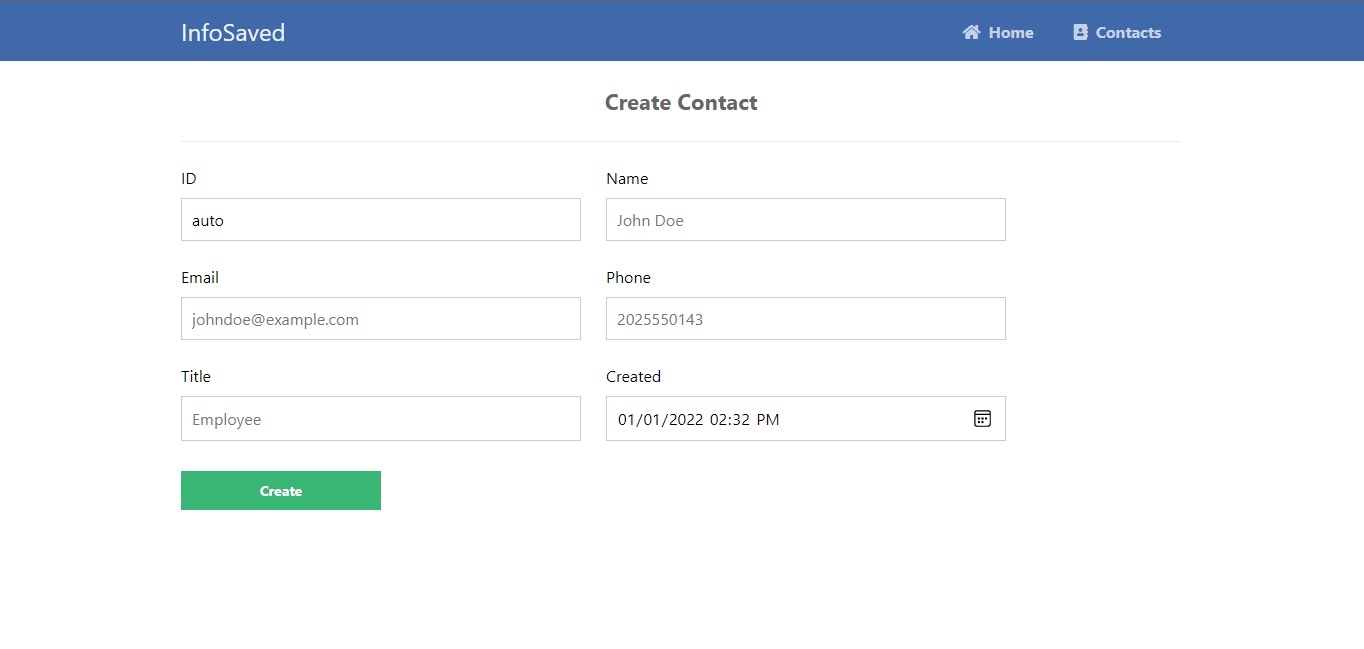 InfoSaved Home Contacts
Create Contact
ID Name
auto John Doe
Email Phone
johndoe@example.com 2025550143
Title Created
Employee 01/01/2022 02:32 PM
Create